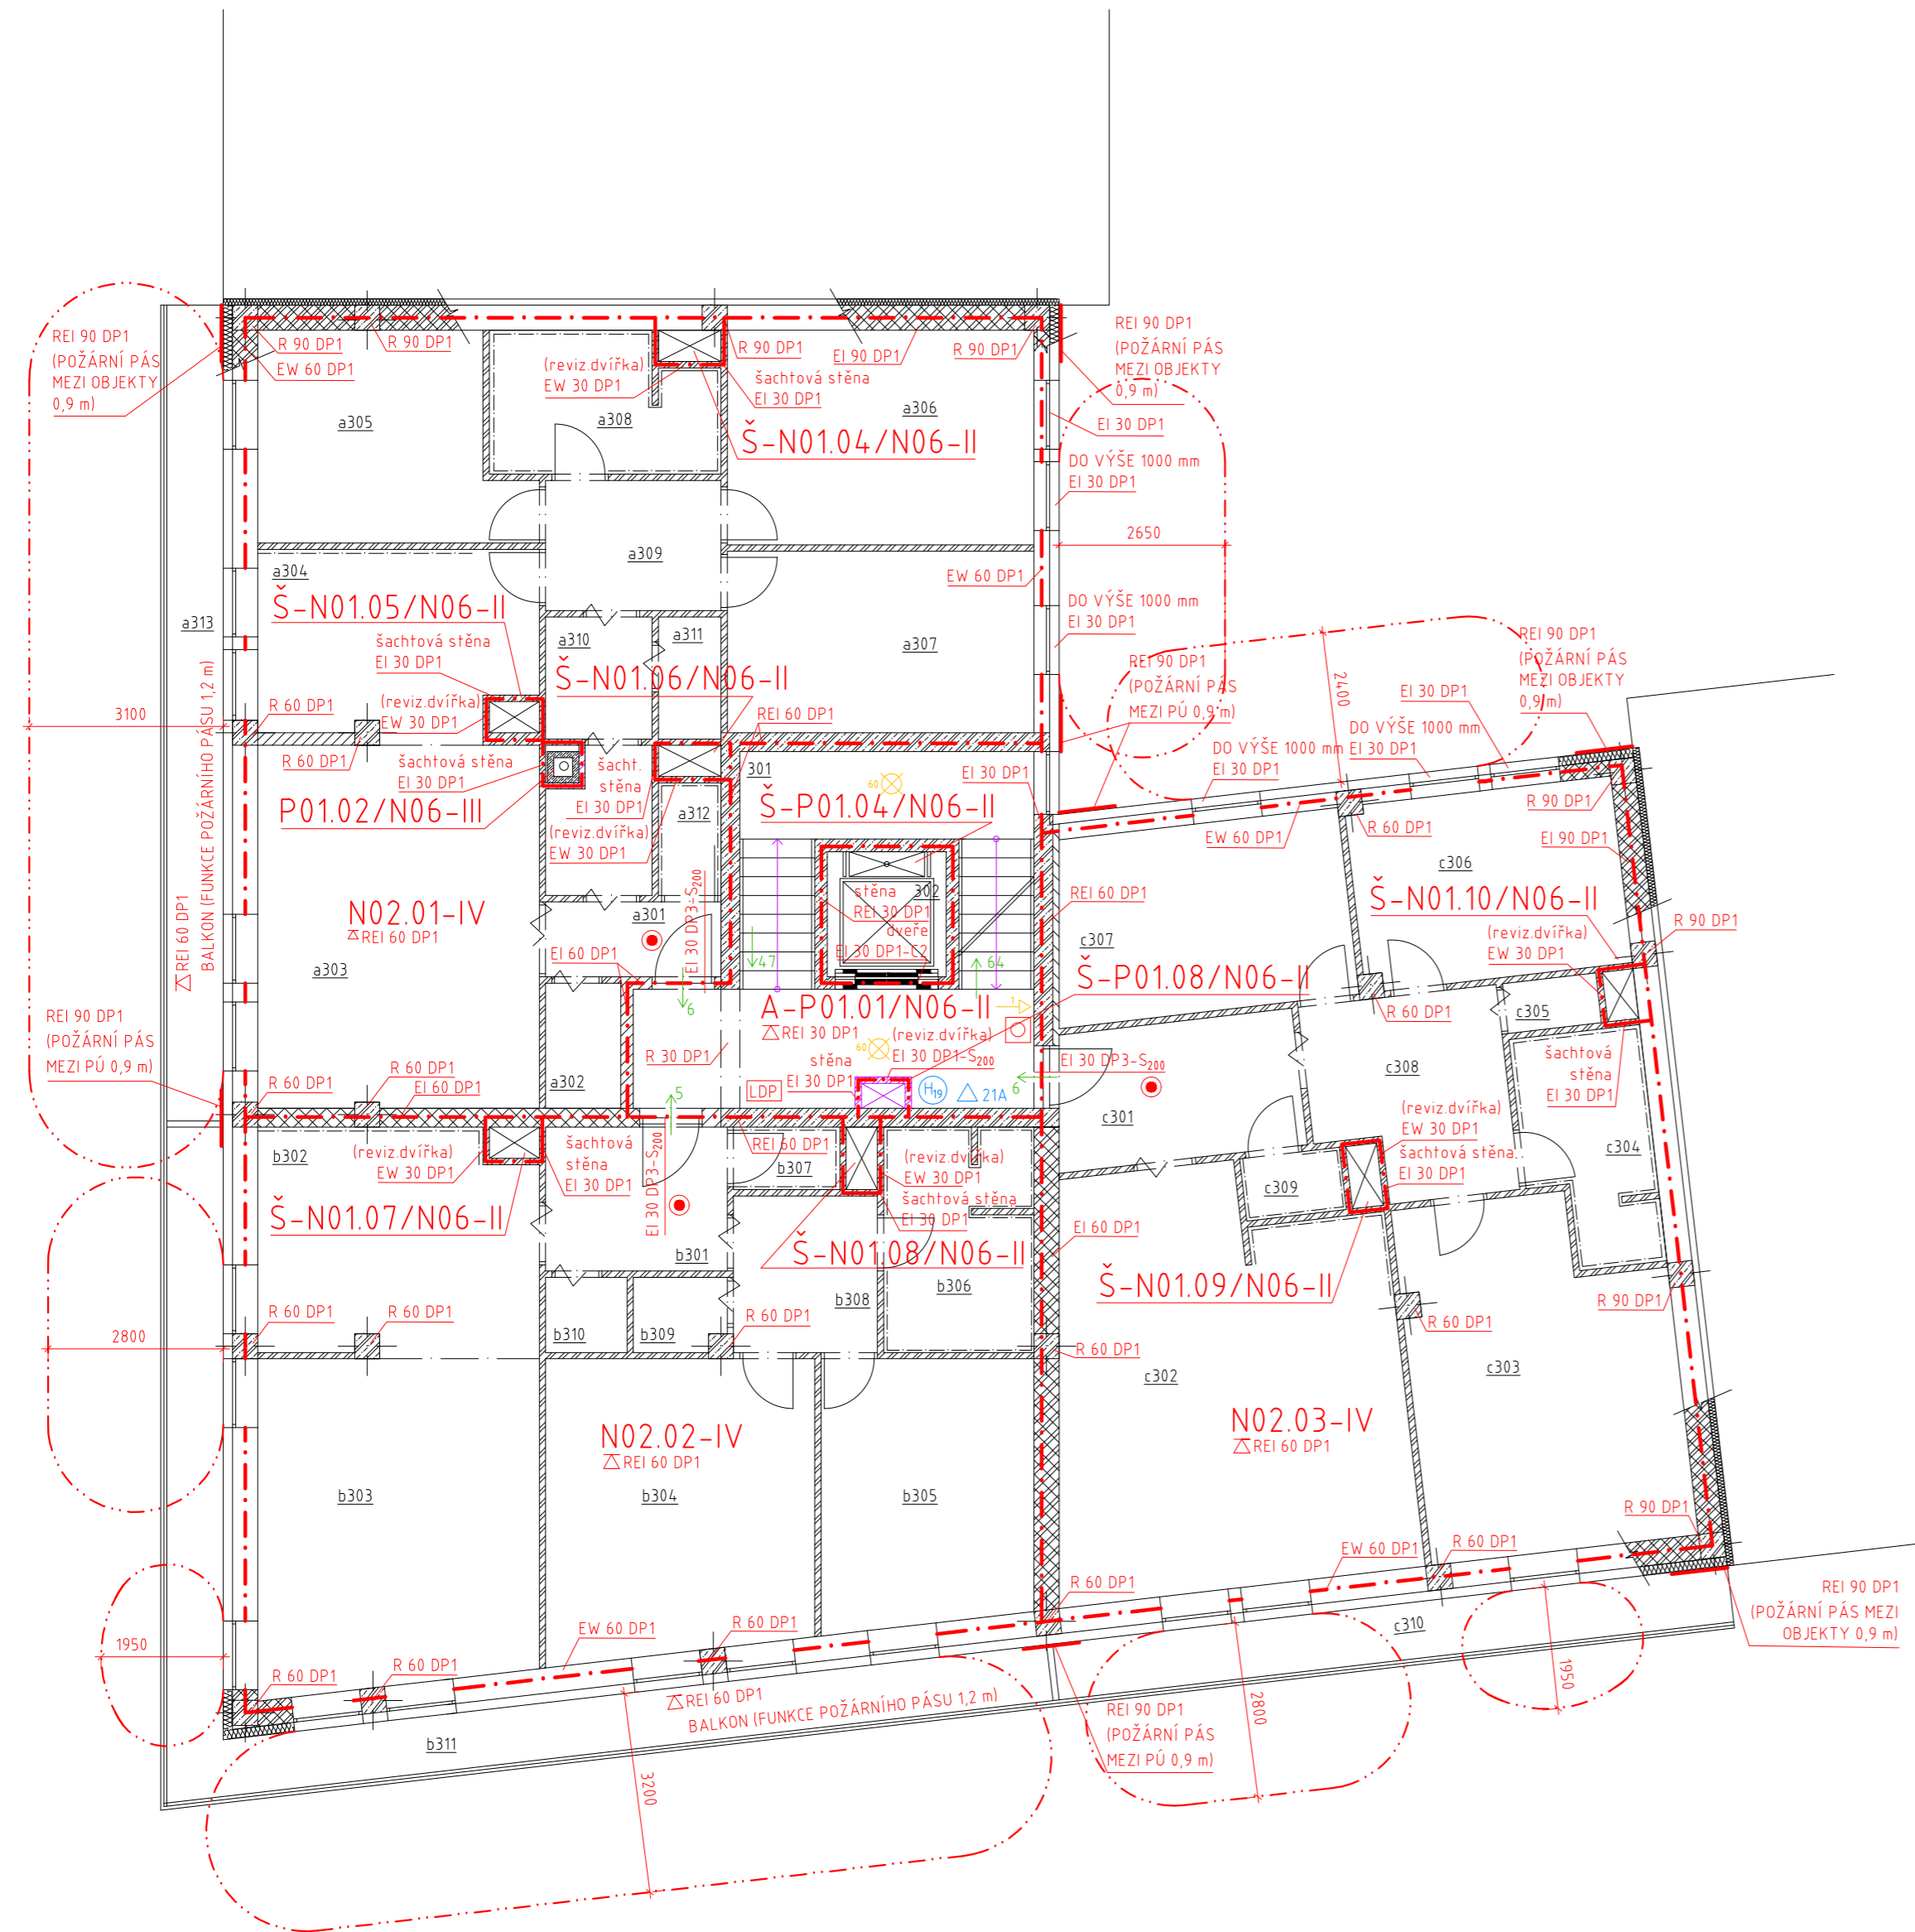 REI 90 DP1
(POŽÁRNÍ PÁS
MEZI OBJEKTY
0,9 m)
R 90 DP1
EW 60 DP1
R 90 DP1
(reviz.dvířka)
EW 30 DP1
R 90 DP1
šachtová stěna
EI 30 DP1
EI 90 DP1
R 90 DP1
REI 90 DP1
(POŽÁRNÍ PÁS
MEZI OBJEKTY
0,9 m)
EI 30 DP1
a305
a308
a306
Š-N01.04/N06-II
DO VÝŠE 1000 mm
EI 30 DP1
2650
a309
EW 60 DP1
a304
Š-N01.05/N06-II
a313
šachtová stěna
EI 30 DP1
a310
a311
a307
DO VÝŠE 1000 mm
EI 30 DP1
Š-N01.06/N06-II
(reviz.dvířka)
EW 30 DP1
REI 60 DP1
REI 90 DP1
(POŽÁRNÍ PÁS
MEZI PÚ 0,9 m)
2400
REI 90 DP1
(POŽÁRNÍ PÁS
MEZI OBJEKTY
0,9 m)
EI 30 DP1
DO VÝŠE 1000 mm
EI 30 DP1
DO VÝŠE 1000 mm
EI 30 DP1
3100
R 60 DP1
R 60 DP1
šachtová stěna
EI 30 DP1
P01.02/N06-III
šacht.
stěna
EI 30 DP1
(reviz.dvířka)
EW 30 DP1
a312
301
60
Š-P01.04/N06-II
EI 30 DP1
EW 60 DP1
R 60 DP1
R 90 DP1
EI 90 DP1
c306
REI 60 DP1
BALKON (FUNKCE POŽÁRNÍHO PÁSU 1,2 m)
N02.01-IV
REI 60 DP1
a301
EI 30 DP3-S200
302
stěna
REI 30 DP1
dveře
EI 30 DP1-C2
REI 60 DP1
Š-N01.10/N06-II
R 90 DP1
(reviz.dvířka)
EW 30 DP1
c307
a303
EI 60 DP1
47
64
6
Š-P01.08/N06-II
A-P01.01/N06-II
REI 30 DP1
1
(reviz.dvířka)
EI 30 DP1-S200
R 60 DP1
c305
REI 90 DP1
(POŽÁRNÍ PÁS
MEZI PÚ 0,9 m)
R 60 DP1
R 60 DP1
EI 60 DP1
a302
R 30 DP1
60
stěna
EI 30 DP1
LDP
H19
21A
6
EI 30 DP3-S200
5
c301
c308
šachtová
stěna
EI 30 DP1
b302
(reviz.dvířka)
EW 30 DP1
šachtová
stěna
EI 30 DP1
EI 30 DP3-S200
REI 60 DP1
b307
(reviz.dvířka)
EW 30 DP1
šachtová stěna
EI 30 DP1
(reviz.dvířka)
EW 30 DP1
šachtová stěna
EI 30 DP1
c304
c309
Š-N01.07/N06-II
b301
Š-N01.08/N06-II
EI 60 DP1
Š-N01.09/N06-II
b306
R 90 DP1
2800
R 60 DP1
R 60 DP1
b310
b309
b308
R 60 DP1
R 60 DP1
R 60 DP1
c302
c303
N02.02-IV
REI 60 DP1
N02.03-IV
REI 60 DP1
b303
b304
b305
R 90 DP1
EW 60 DP1
R 60 DP1
R 60 DP1
REI 90 DP1
(POŽÁRNÍ PÁS MEZI
OBJEKTY 0,9 m)
1950
EW 60 DP1
R 60 DP1
R 60 DP1
R 60 DP1
c310
1950
REI 60 DP1
BALKON (FUNKCE POŽÁRNÍHO PÁSU 1,2 m)
REI 90 DP1
(POŽÁRNÍ PÁS
MEZI PÚ 0,9 m)
2800
b311
3200